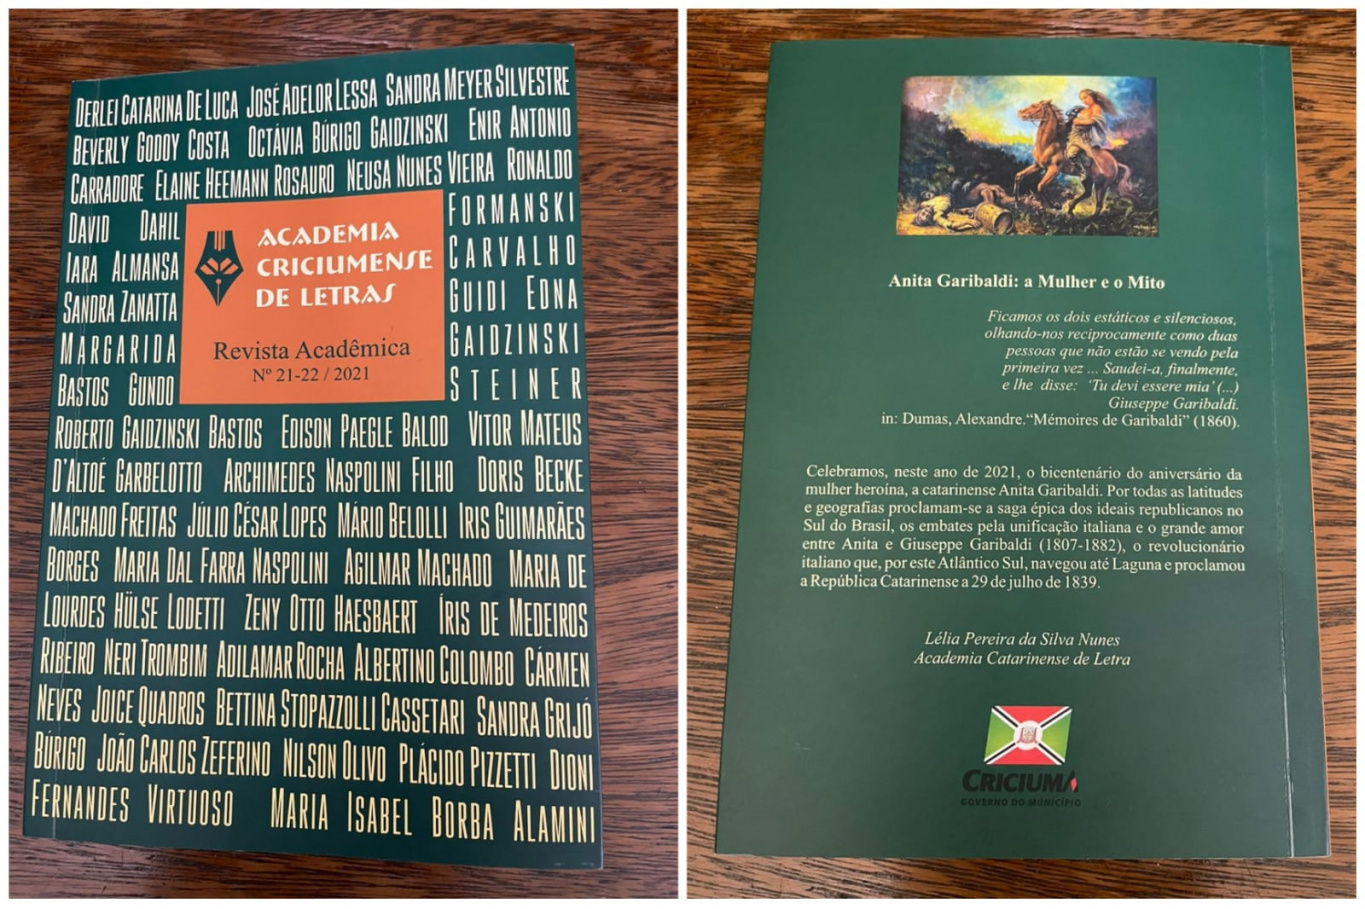 DERLEI CATARINA DE LUCA JOSÉ ADELOR LESSA SANDRA MEYER SILVESTRE
BEVERLY GODOY COSTA OCTÁVIA BÚRIGO GAIDZINSKI ENIR ANTONIO
CARRADORE ELAINE HEEMANN ROSAURO NEUSA NUNES VIEIRA RONALDO
DAVID DAHIL
IARA ALMANSA
SANDRA ZANATTA
MARGARIDA
BASTOS GUNDO
ACADEMIA
CRICIUMENSE
DE LETRAS
Revista Acadêmica
Nº 21-22 / 2021
FORMANSKI
CARVALHO
GUIDI EDNA
GAIDZINSKI
STEINER
ROBERTO GAIDZINSKI BASTOS EDISON PAEGLE BALOD VITOR MATEUS
D'ALTOÉ GARBELOTTO ARCHIMEDES NASPOLINI FILHO DORIS BECKE
MACHADO FREITAS JÚLIO CÉSAR LOPES MÁRIO BELOLLI IRIS GUIMARÃES
BORGES MARIA DAL FARRA NASPOLINI AGILMAR MACHADO MARIA DE
LOURDES HÜLSE LODETTI ZENY OTTO HAESBAERT ÍRIS DE MEDEIROS
RIBEIRO NERI TROMBIM ADILAMAR ROCHA ALBERTINO COLOMBO CÁRMEN
NEVES JOICE QUADROS BETTINA STOPAZZOLLI CASSETARI SANDRA GRIJÓ
BÚRIGO JOÃO CARLOS ZEFERINO NILSON OLIVO PLÁCIDO PIZZETTI DIONI
FERNANDES VIRTUOSO MARIA ISABEL BORBA ALAMINI
Anita Garibaldi: a Mulher e o Mito
Ficamos os dois estáticos e silenciosos,
olhando-nos reciprocamente como duas
pessoas que não estão se vendo pela
primeira vez ... Saudei-a, finalmente,
e lhe disse: 'Tu devi essere mia' (...)
Giuseppe Garibaldi.
in: Dumas, Alexandre.“Mémoires de Garibaldi” (1860).
Celebramos, neste ano de 2021, o bicentenário do aniversário da
mulher heroína, a catarinense Anita Garibaldi. Por todas as latitudes
e geografias proclamam-se a saga épica dos ideais republicanos no
Sul do Brasil, os embates pela unificação italiana e o grande amor
entre Anita e Giuseppe Garibaldi (1807-1882), o revolucionário
italiano que, por este Atlântico Sul, navegou até Laguna e proclamou
a República Catarinense a 29 de julho de 1839.
Lélia Pereira da Silva Nunes
Academia Catarinense de Letra
CRICIUMA
GOVERNO DO MUNICÍPIO